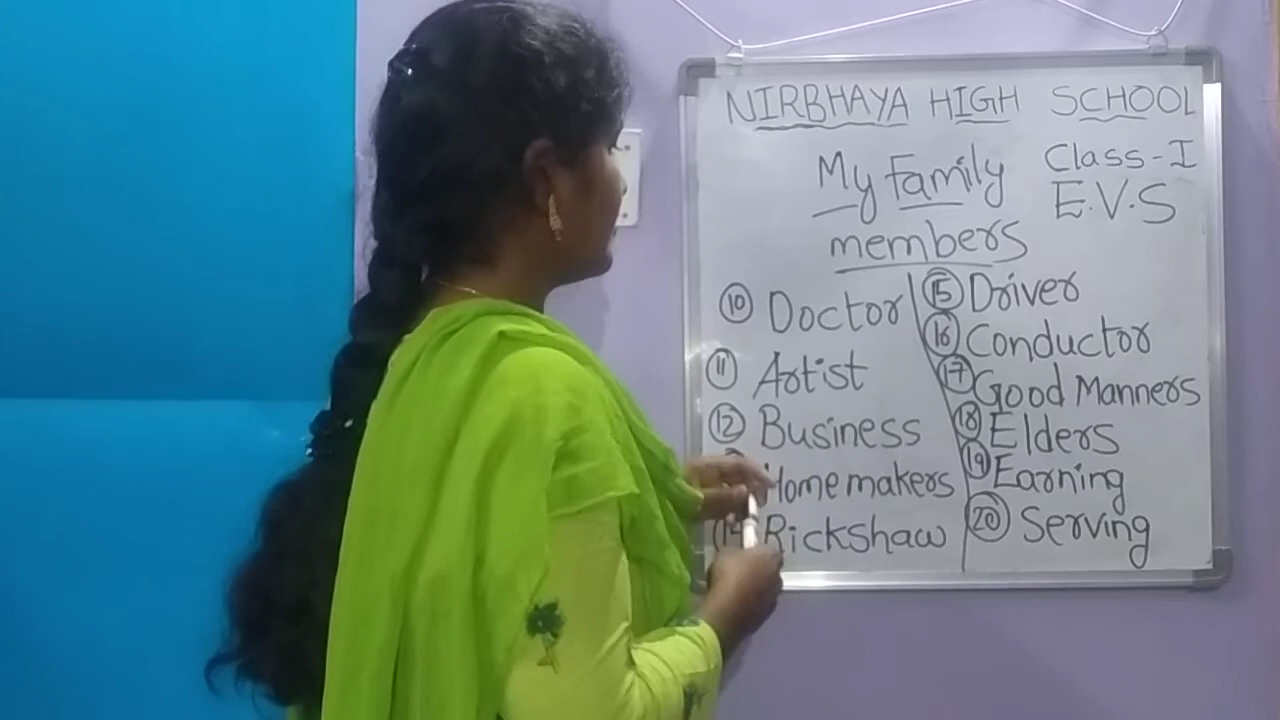 NIRBHAYA HIGH SCHOOL
My Family
members
Class-I
E.V.S
10 Doctor
11 Artist
12 Business
Homemakers
14 Rickshaw
15 Driver
16 Conductor
17 Good Manners
18 Elders
19 Earning
20 Serving